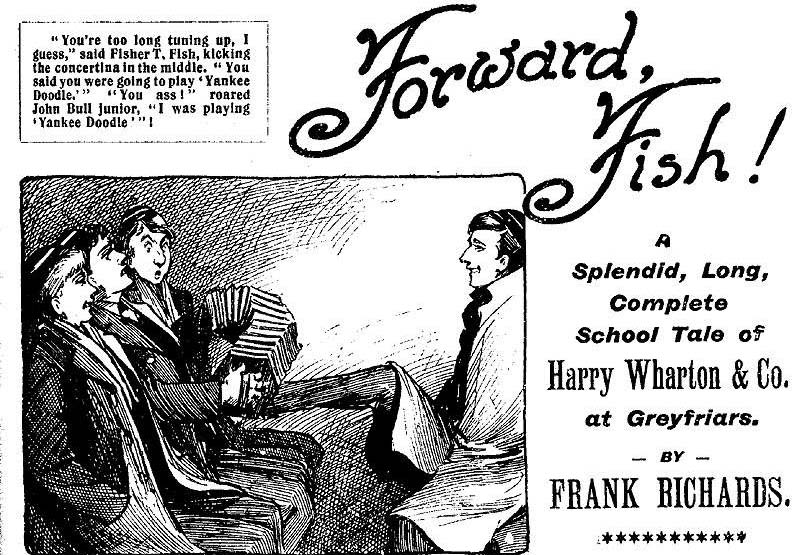 "You're too long tuning up, I
guess," said Fisher T. Fish, kicking
the concertina in the middle. "You
said you were going to play 'Yankee
Doodle.'" "You ass!" roared
John Bull junior, "I was playing
'Yankee Doodle'"!
Forward,
Fish!
A
Splendid, Long,
Complete
School Tale of
Harry Wharton & Co.
at Greyfriars.
— BY —
FRANK RICHARDS.
***********